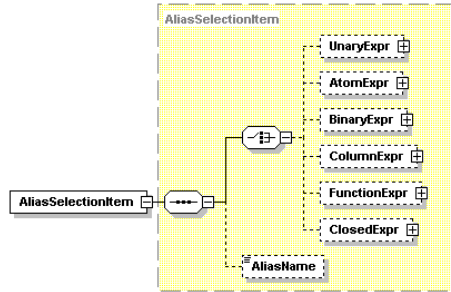 AliasSelectionItem
UnaryExpr
AtomExpr
BinaryExpr
ColumnExpr
AliasSelectionItem
FunctionExpr
ClosedExpr
AliasName